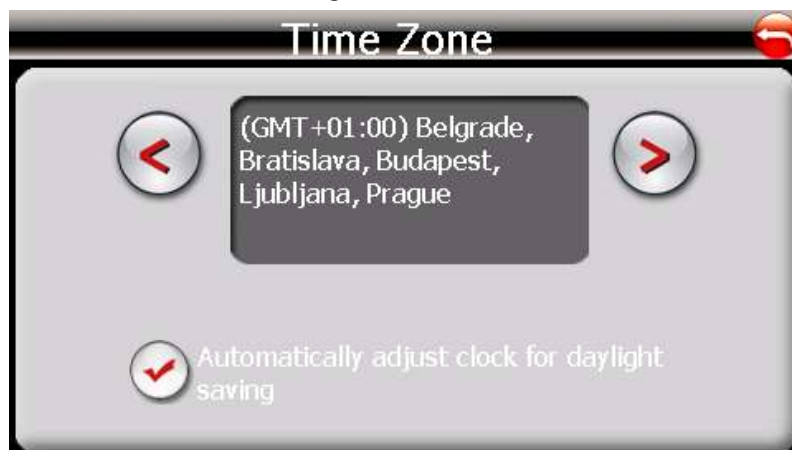 Time Zone
(GMT+01:00) Belgrade,
Bratislava, Budapest,
Ljubljana, Prague
Automatically adjust clock for daylight
saving